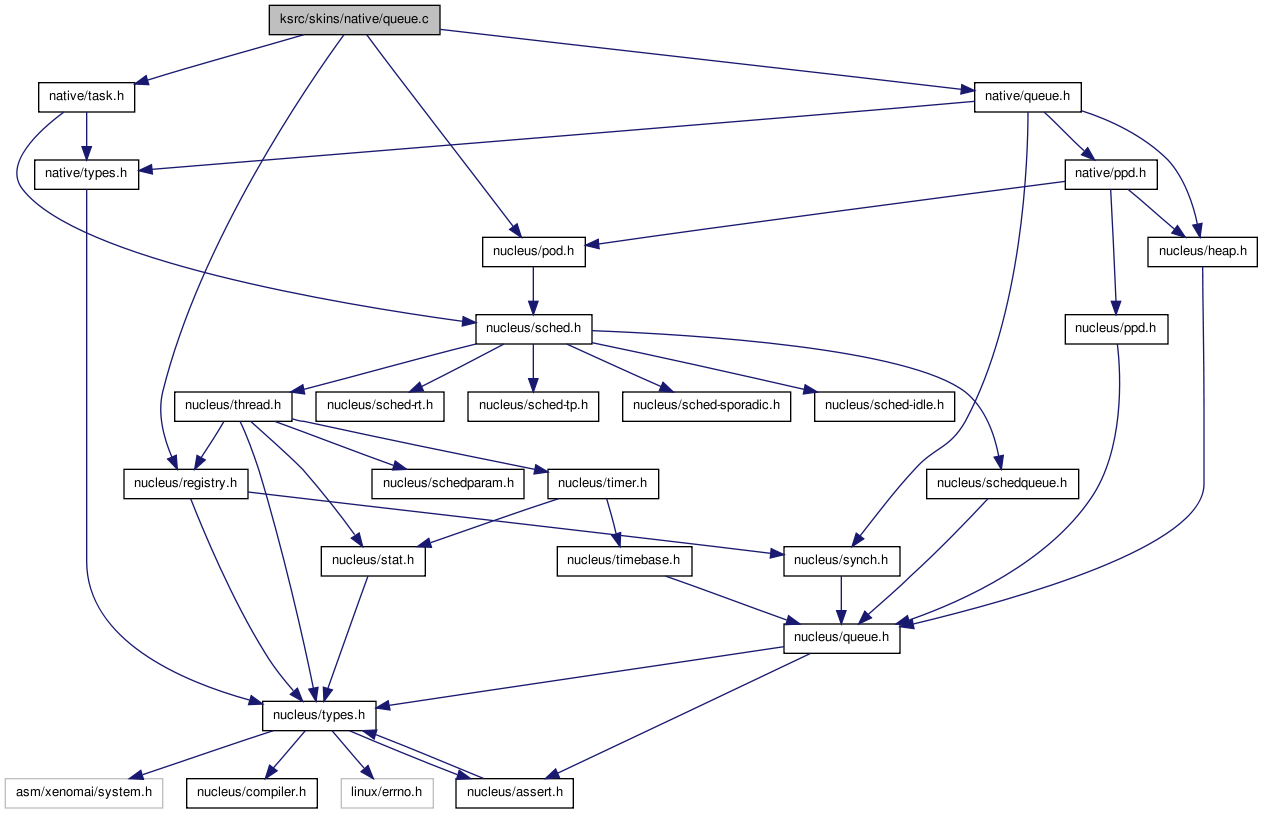 ksrc/skins/native/queue.c
native/task.h
native/queue.h
native/types.h
native/ppd.h
nucleus/pod.h
nucleus/heap.h
nucleus/sched.h
nucleus/ppd.h
nucleus/thread.h
nucleus/sched-rt.h
nucleus/sched-tp.h
nucleus/sched-sporadic.h
nucleus/sched-idle.h
nucleus/registry.h
nucleus/schedparam.h
nucleus/timer.h
nucleus/schedqueue.h
nucleus/stat.h
nucleus/timebase.h
nucleus/synch.h
nucleus/queue.h
nucleus/types.h
asm/xenomai/system.h
nucleus/compiler.h
linux/errno.h
nucleus/assert.h